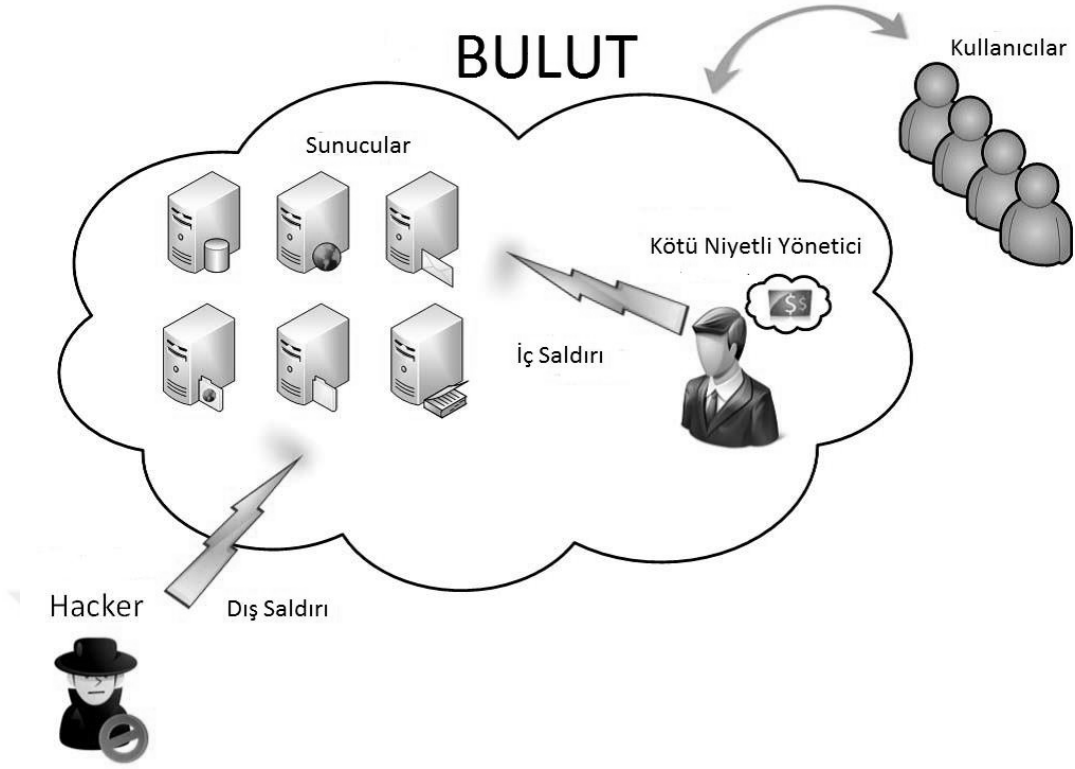 BULUT
Kullanıcılar
Sunucular
Kötü Niyetli Yönetici
$$
İç Saldırı
Hacker
Dış Saldırı